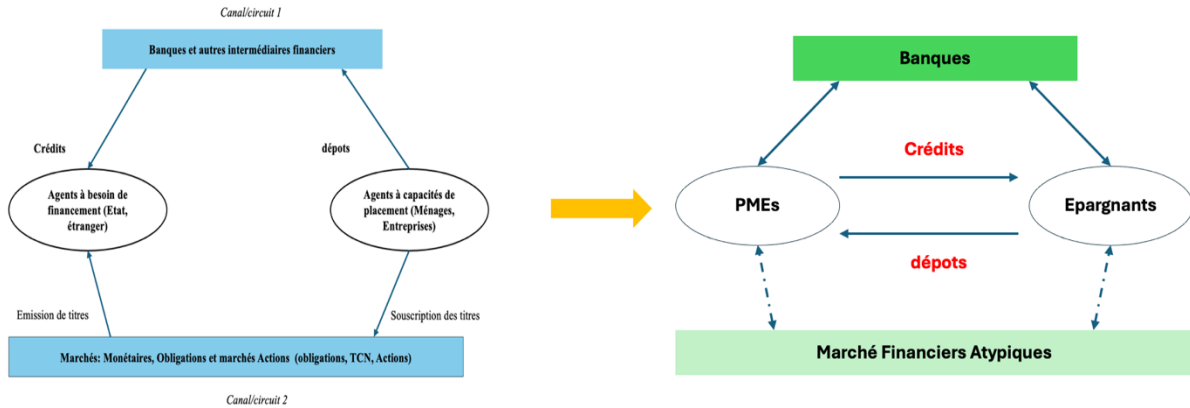 Canal/circuit 1
Banques et autres intermédiaires financiers
Crédits
dépots
Agents à besoin de
financement (Etat,
étranger)
Agents à capacités de
placement (Ménages,
Entreprises)
Emission de titres
Souscription des titres
Marchés: Monétaires, Obligations et marchés Actions (obligations, TCN, Actions)
Canal/circuit 2
Banques
Crédits
PMEs
Epargnants
dépots
Marché Financiers Atypiques